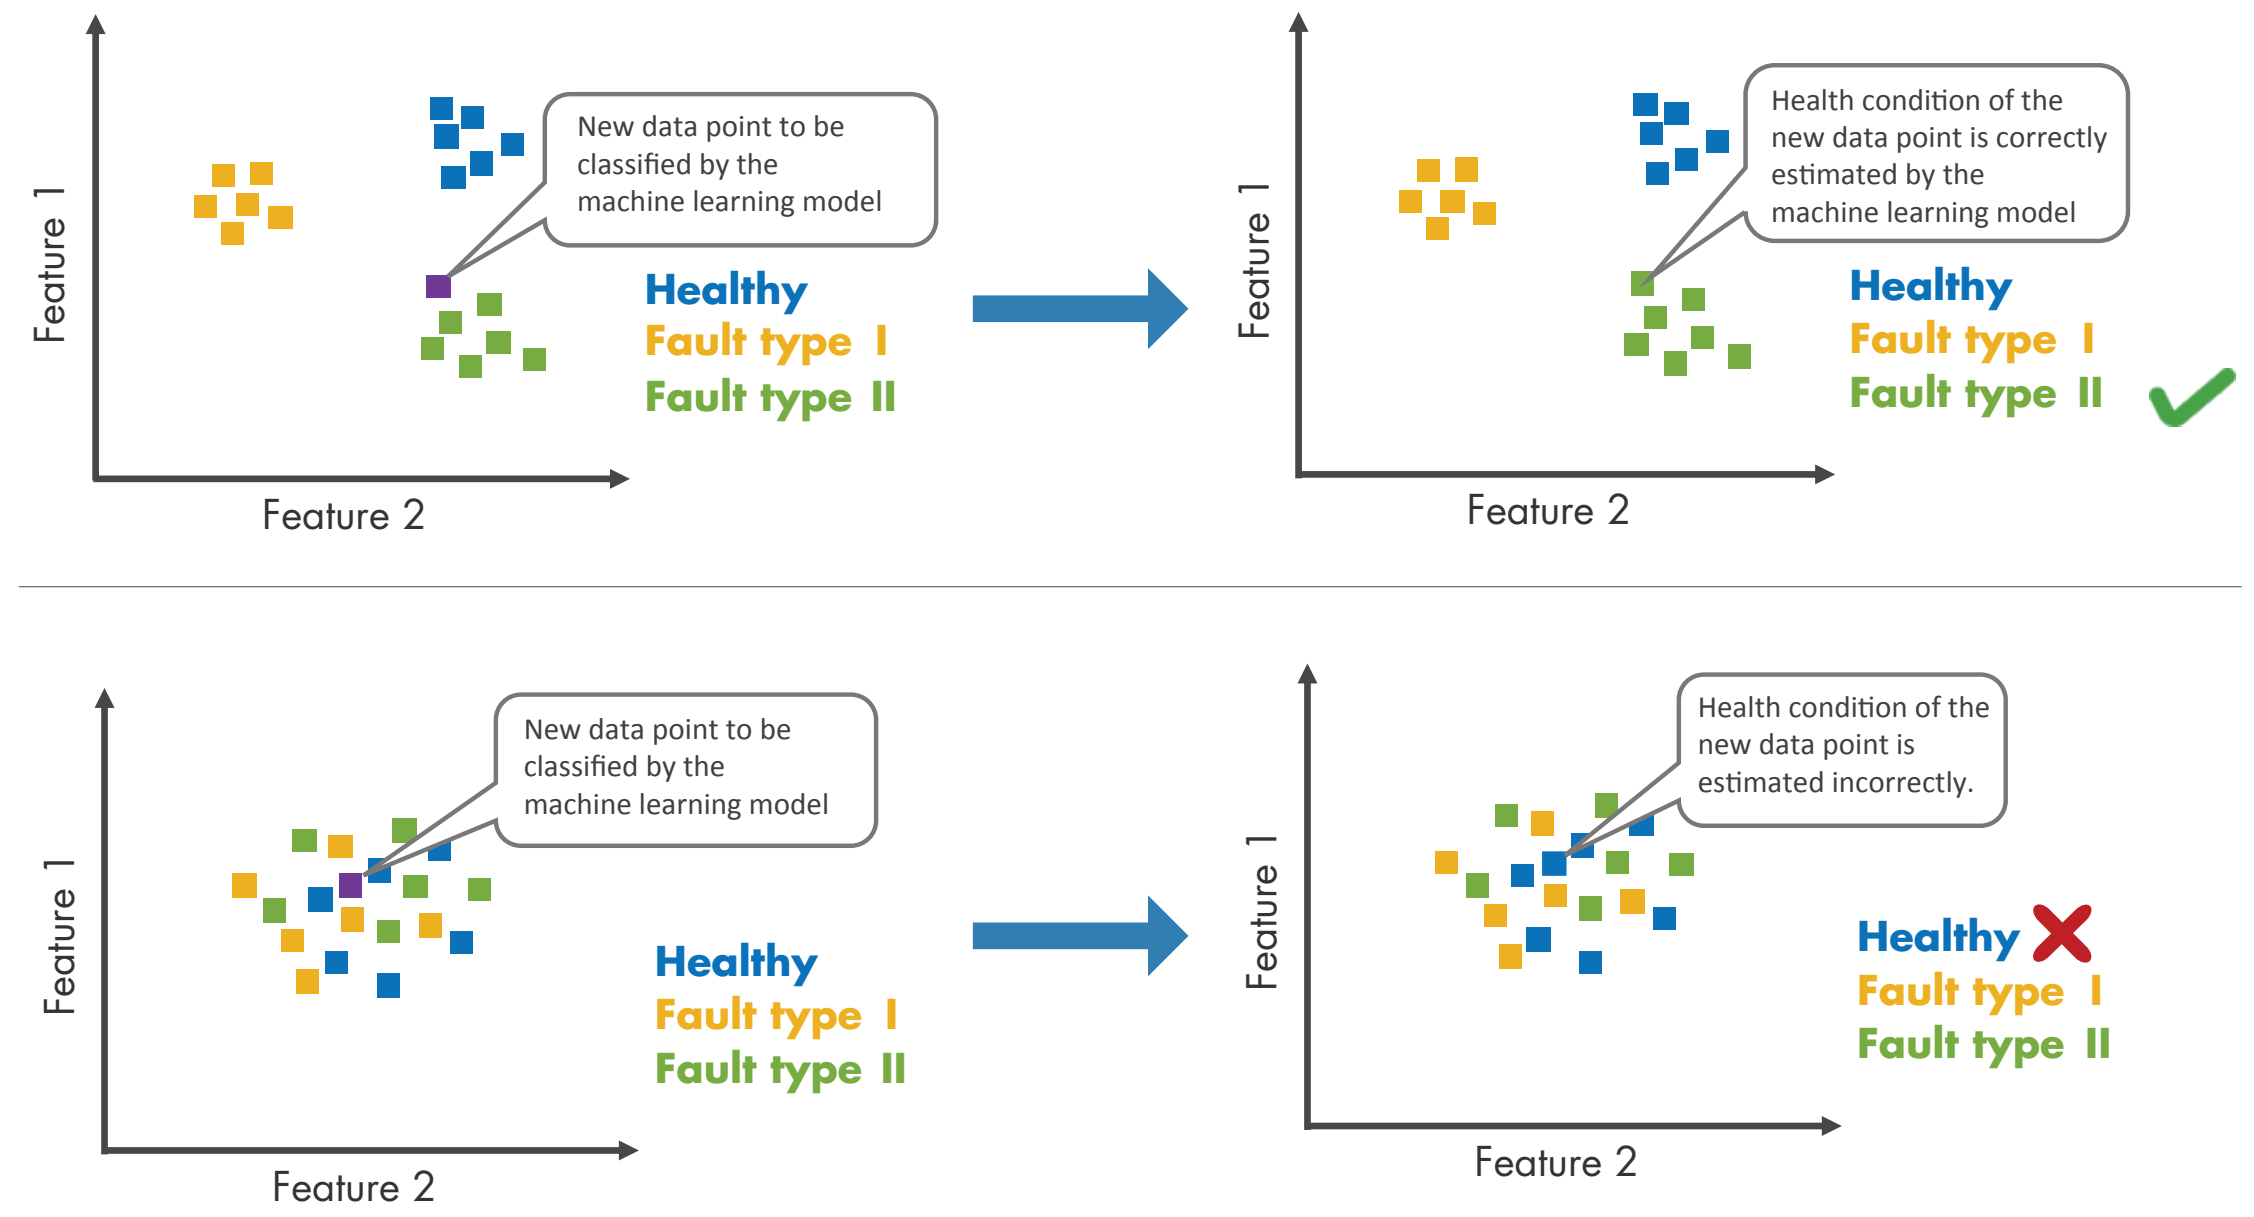 Feature 1
New data point to be
classified by the
machine learning model
Healthy
Fault type I
Fault type II
Feature 2
Feature 1
Health condition of the
new data point is correctly
estimated by the
machine learning model
Healthy
Fault type I
Fault type II
Feature 2
Feature 1
New data point to be
classified by the
machine learning model
Healthy
Fault type I
Fault type II
Feature 2
Feature 1
Health condition of the
new data point is
estimated incorrectly.
Healthy
Fault type I
Fault type II
Feature 2